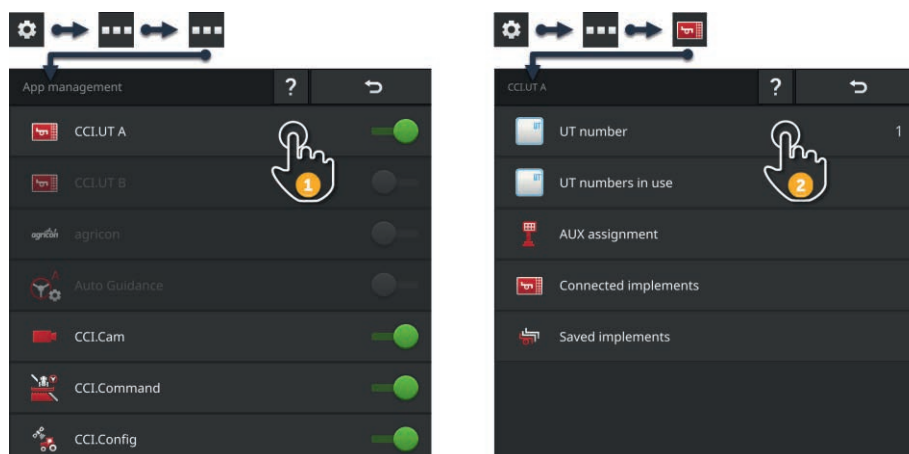 App management
?
CCI.UT A
1
CCI.UT B
agricon agricon
Auto Guidance
CCI.Cam
CCI.Command
CCI.Config
CCI.UT A
?
UT number
1
2
UT numbers in use
AUX assignment
Connected implements
Saved implements